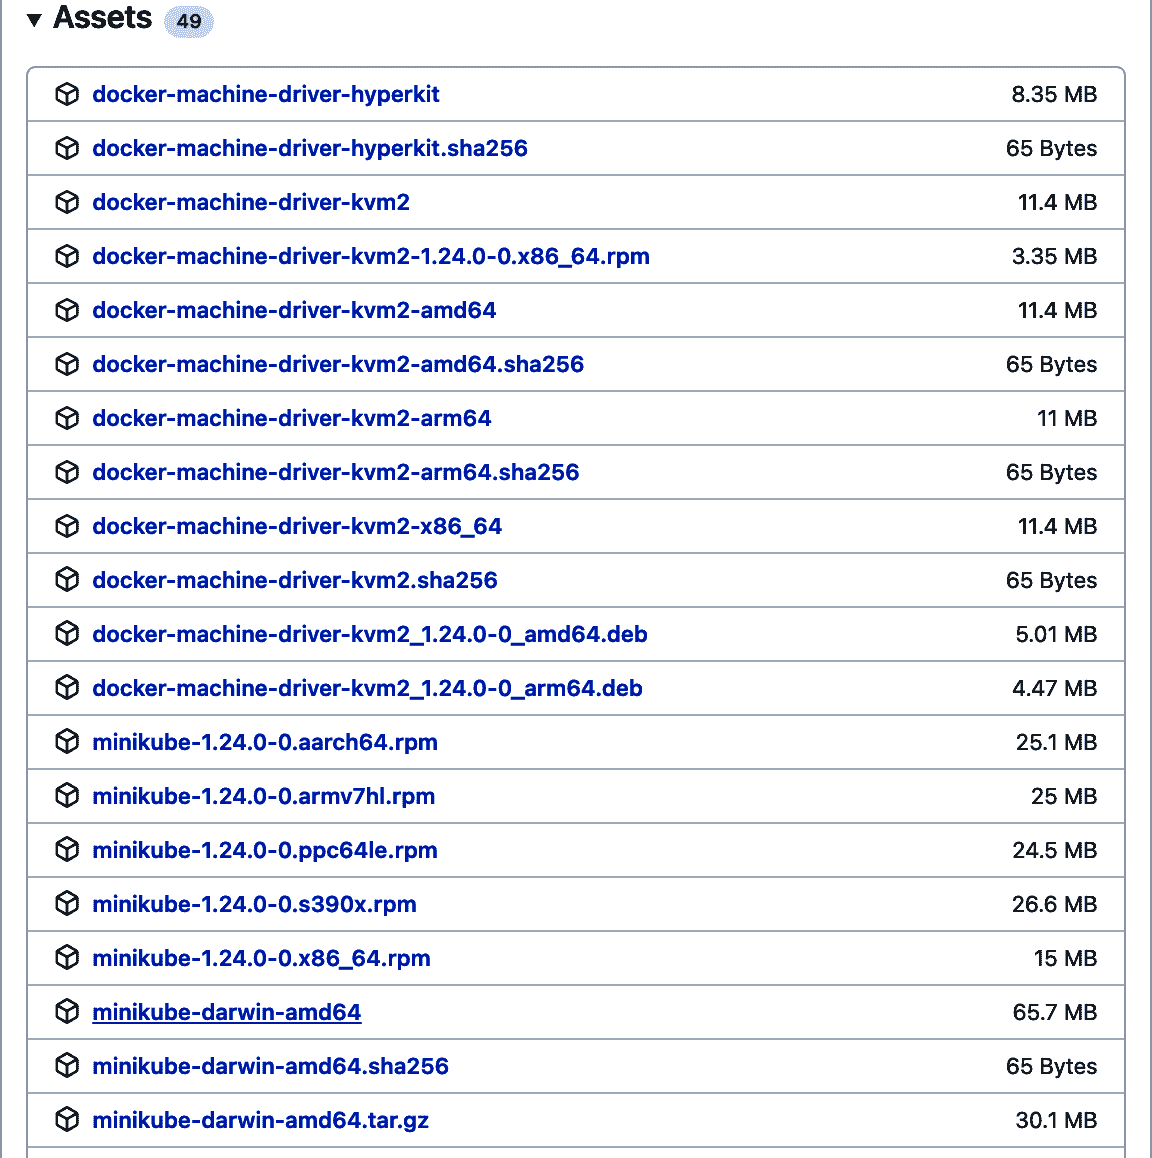 Assets 49
docker-machine-driver-hyperkit 8.35 MB
docker-machine-driver-hyperkit.sha256 65 Bytes
docker-machine-driver-kvm2 11.4 MB
docker-machine-driver-kvm2-1.24.0-0.x86_64.rpm 3.35 MB
docker-machine-driver-kvm2-amd64 11.4 MB
docker-machine-driver-kvm2-amd64.sha256 65 Bytes
docker-machine-driver-kvm2-arm64 11 MB
docker-machine-driver-kvm2-arm64.sha256 65 Bytes
docker-machine-driver-kvm2-x86_64 11.4 MB
docker-machine-driver-kvm2.sha256 65 Bytes
docker-machine-driver-kvm2_1.24.0-0_amd64.deb 5.01 MB
docker-machine-driver-kvm2_1.24.0-0_arm64.deb 4.47 MB
minikube-1.24.0-0.aarch64.rpm 25.1 MB
minikube-1.24.0-0.armv7hl.rpm 25 MB
minikube-1.24.0-0.ppc64le.rpm 24.5 MB
minikube-1.24.0-0.s390x.rpm 26.6 MB
minikube-1.24.0-0.x86_64.rpm 15 MB
minikube-darwin-amd64 65.7 MB
minikube-darwin-amd64.sha256 65 Bytes
minikube-darwin-amd64.tar.gz 30.1 MB